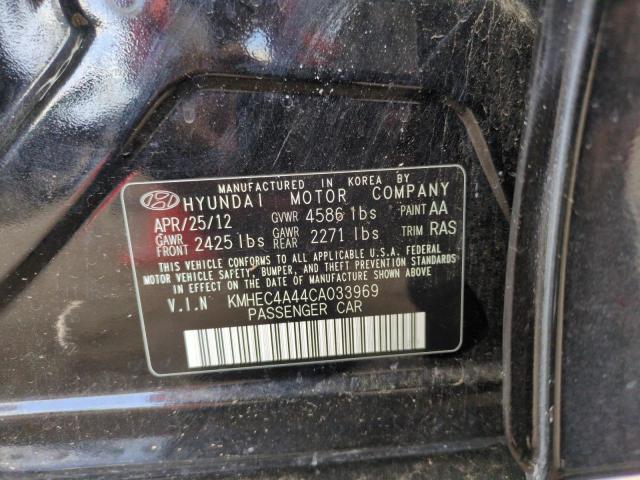 MANUFACTURED IN KOREA BY
HYUNDAI MOTOR COMPANY
APR/25/12 GVWR 4586 lbs PAINT AA
GAWR FRONT 2425 lbs GAWR REAR 2271 lbs TRIM RAS
THIS VEHICLE CONFORMS TO ALL APPLICABLE U.S.A. FEDERAL
MOTOR VEHICLE SAFETY, BUMPER, AND THEFT PREVENTION STANDARDS
IN EFFECT ON THE DATE OF MANUFACTURE SHOWN ABOVE.
V.I.N KMHEC4A44CA033969
PASSENGER CAR